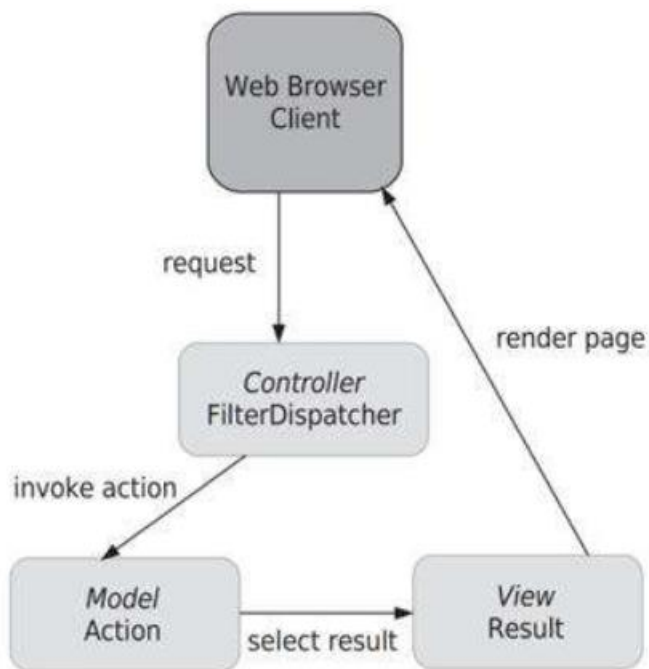 Web Browser
Client
request
render page
Controller
FilterDispatcher
invoke action
Model
Action
select result
View
Result